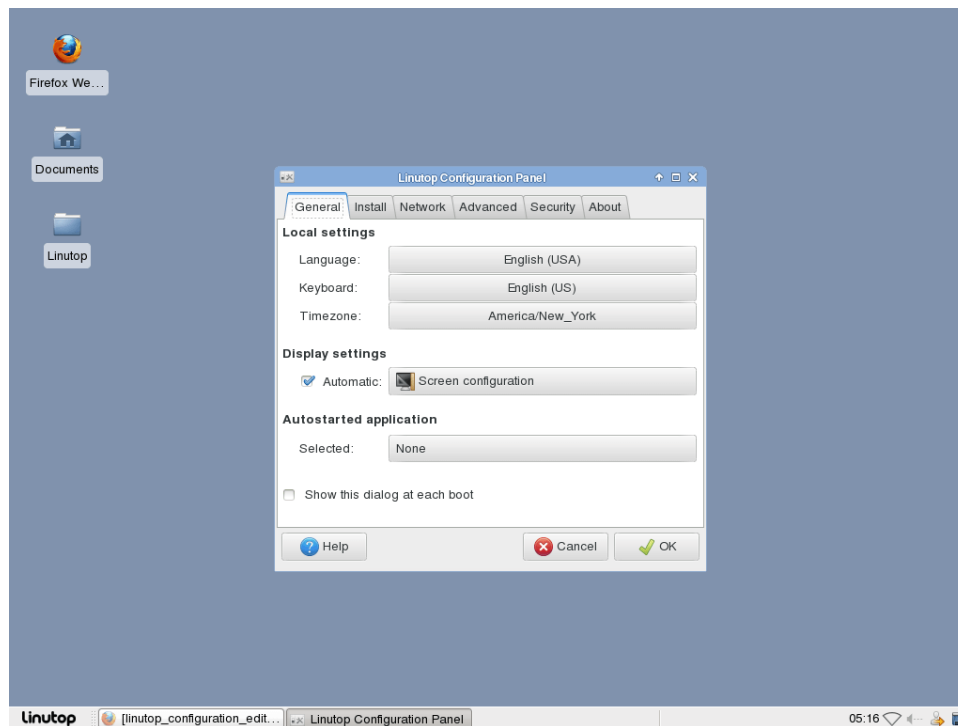 Firefox We...
Documents
Linutop
Linutop Configuration Panel
General Install Network Advanced Security About
Local settings
Language: English (USA)
Keyboard: English (US)
Timezone: America/New_York
Display settings
Automatic: Screen configuration
Autostarted application
Selected: None
Show this dialog at each boot
? Help Cancel OK
Linutop [linutop_configuration_edit... Linutop Configuration Panel 05:16